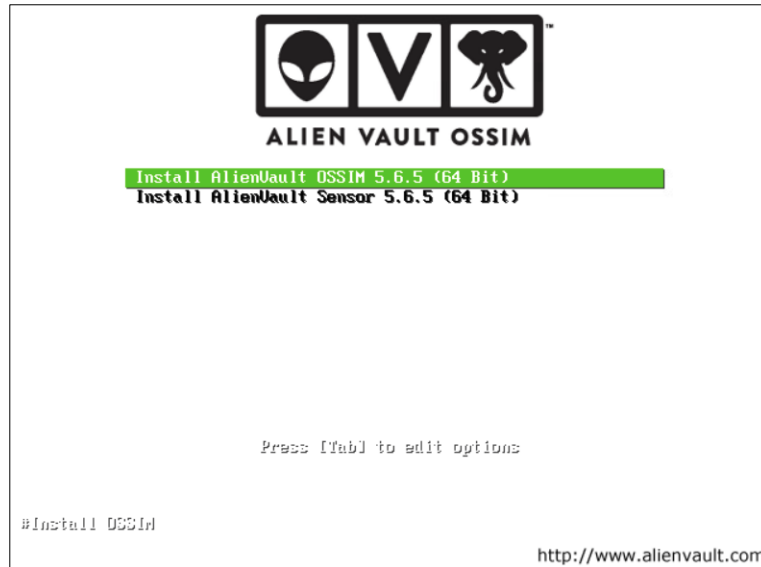 ALIEN VAULT OSSIM
Install AlienVault OSSIM 5.6.5 (64 Bit)
Install AlienVault Sensor 5.6.5 (64 Bit)
Press [Tab] to edit options
#Install OSSIM
http://www.alienvault.com